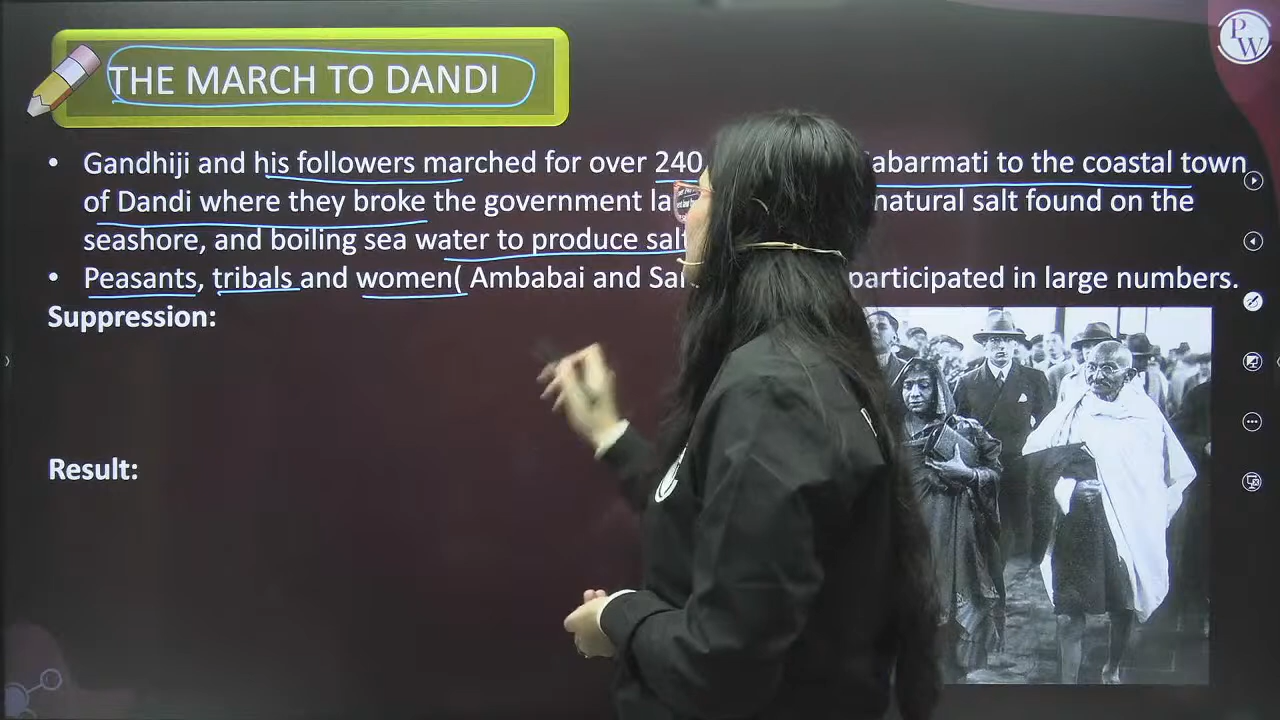 PW
THE MARCH TO DANDI
• Gandhiji and his followers marched for over 240 abarmati to the coastal town
of Dandi where they broke the government la natural salt found on the
seashore, and boiling sea water to produce salt
• Peasants, tribals and women( Ambabai and Sar participated in large numbers.
Suppression:
Result: